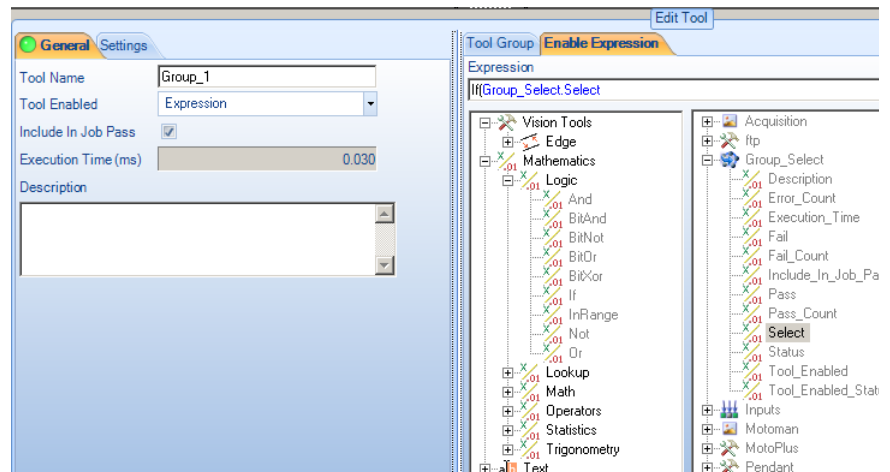 Edit Tool
General Settings
Tool Name Group_1
Tool Enabled Expression
Include In Job Pass
Execution Time (ms) 0.030
Description
Tool Group Enable Expression
Expression
If(Group_Select.Select
Vision Tools
Edge
Mathematics
Logic
And
BitAnd
BitNot
BitOr
BitXor
If
InRange
Not
Or
Lookup
Math
Operators
Statistics
Trigonometry
Text
Acquisition
ftp
Group_Select
Description
Error_Count
Execution_Time
Fail
Fail_Count
Include_In_Job_Pa
Pass
Pass_Count
Select
Status
Tool_Enabled
Tool_Enabled_Stat
Inputs
Motoman
MotoPlus
Pendant